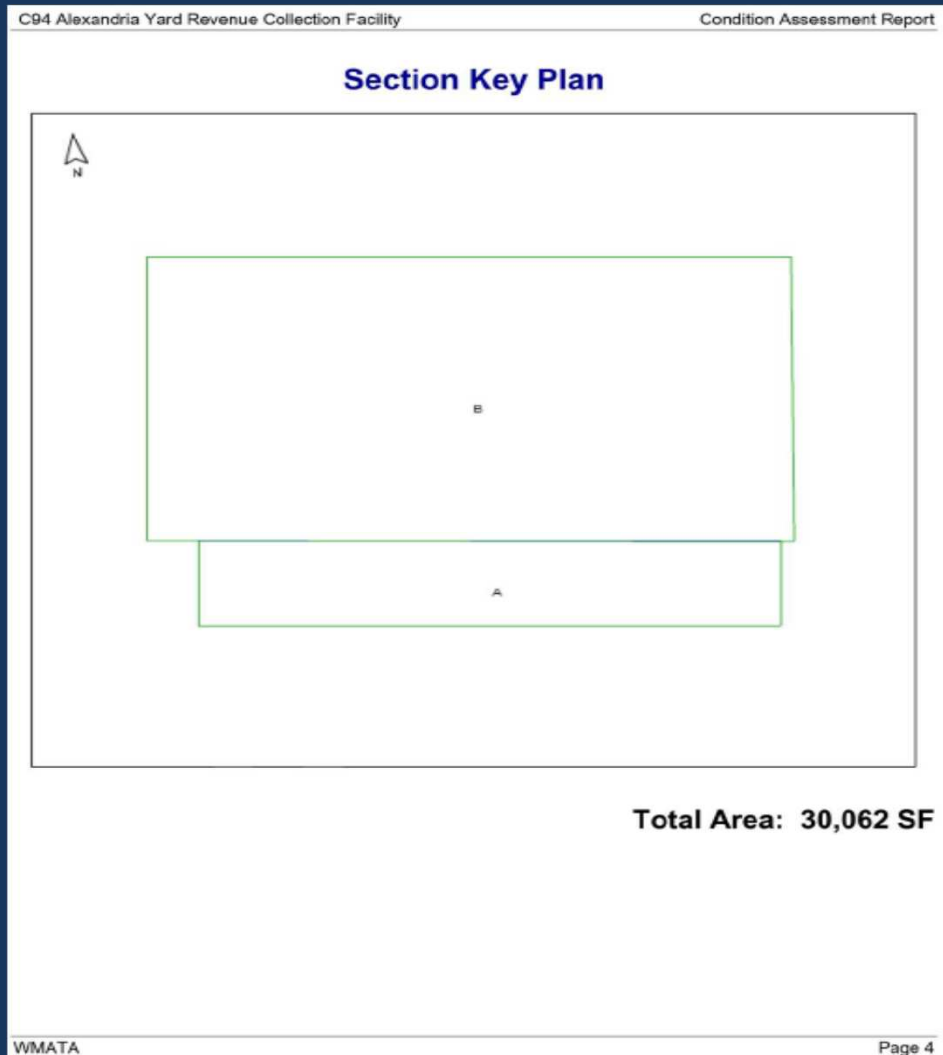 C94 Alexandria Yard Revenue Collection Facility Condition Assessment Report
Section Key Plan
N
B
A
Total Area: 30,062 SF
WMATA Page 4